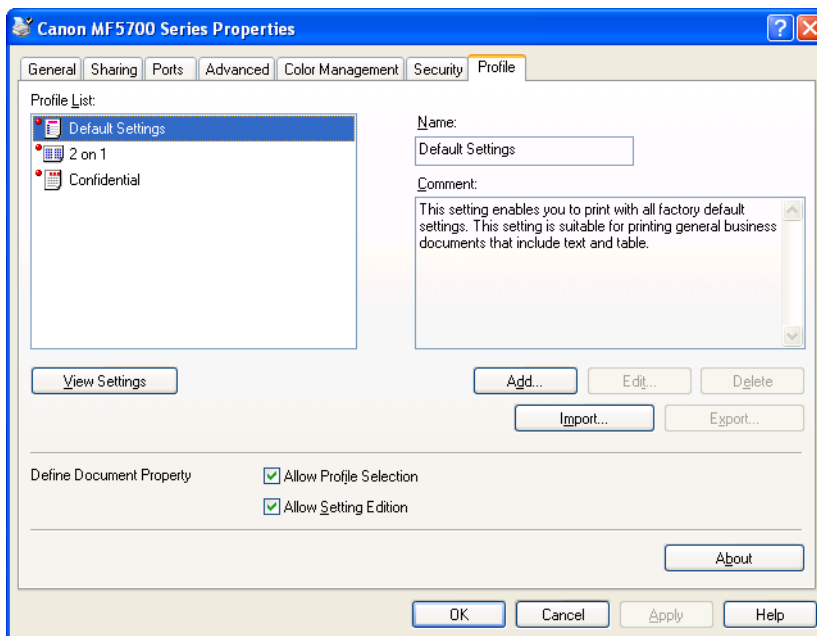 Canon MF5700 Series Properties
General Sharing Ports Advanced Color Management Security Profile
Profile List:
Default Settings
2 on 1
Confidential
Name:
Default Settings
Comment:
This setting enables you to print with all factory default
settings. This setting is suitable for printing general business
documents that include text and table.
View Settings
Add... Edit... Delete
Import... Export...
Define Document Property
Allow Profile Selection
Allow Setting Edition
About
OK Cancel Apply Help